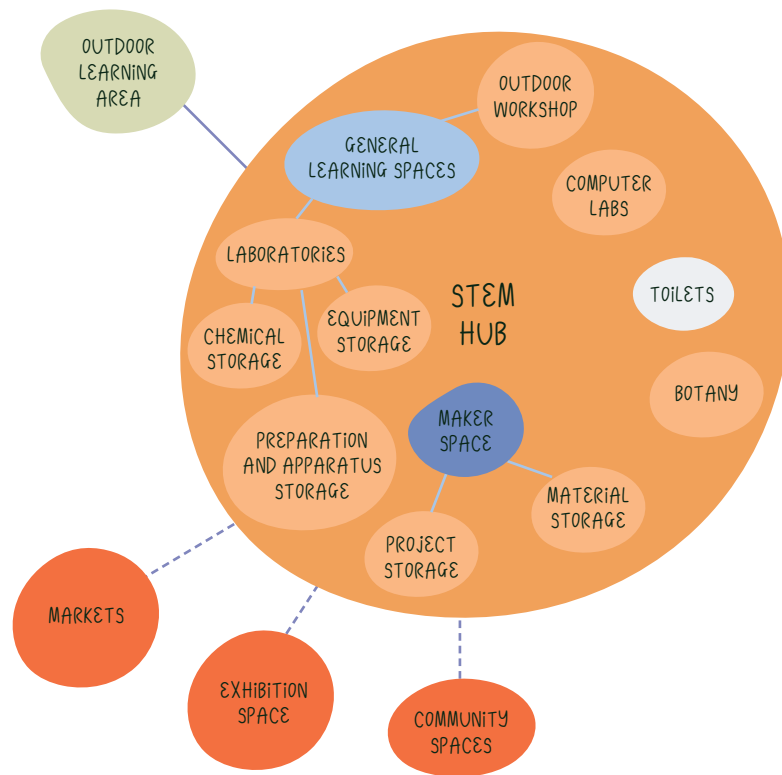 OUTDOOR
LEARNING
AREA
OUTDOOR
WORKSHOP
GENERAL
LEARNING SPACES
COMPUTER
LABS
LABORATORIES
TOILETS
STEM
HUB
EQUIPMENT
STORAGE
CHEMICAL
STORAGE
BOTANY
MAKER
SPACE
PREPARATION
AND APPARATUS
STORAGE
MATERIAL
STORAGE
PROJECT
STORAGE
MARKETS
EXHIBITION
SPACE
COMMUNITY
SPACES